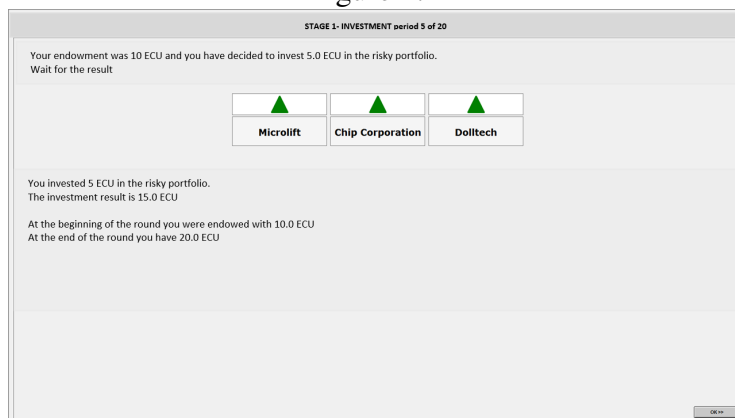 STAGE 1- INVESTMENT period 5 of 20
Your endowment was 10 ECU and you have decided to invest 5.0 ECU in the risky portfolio.
Wait for the result
Microlift Chip Corporation Dolltech
You invested 5 ECU in the risky portfolio.
The investment result is 15.0 ECU
At the beginning of the round you were endowed with 10.0 ECU
At the end of the round you have 20.0 ECU
OK >>